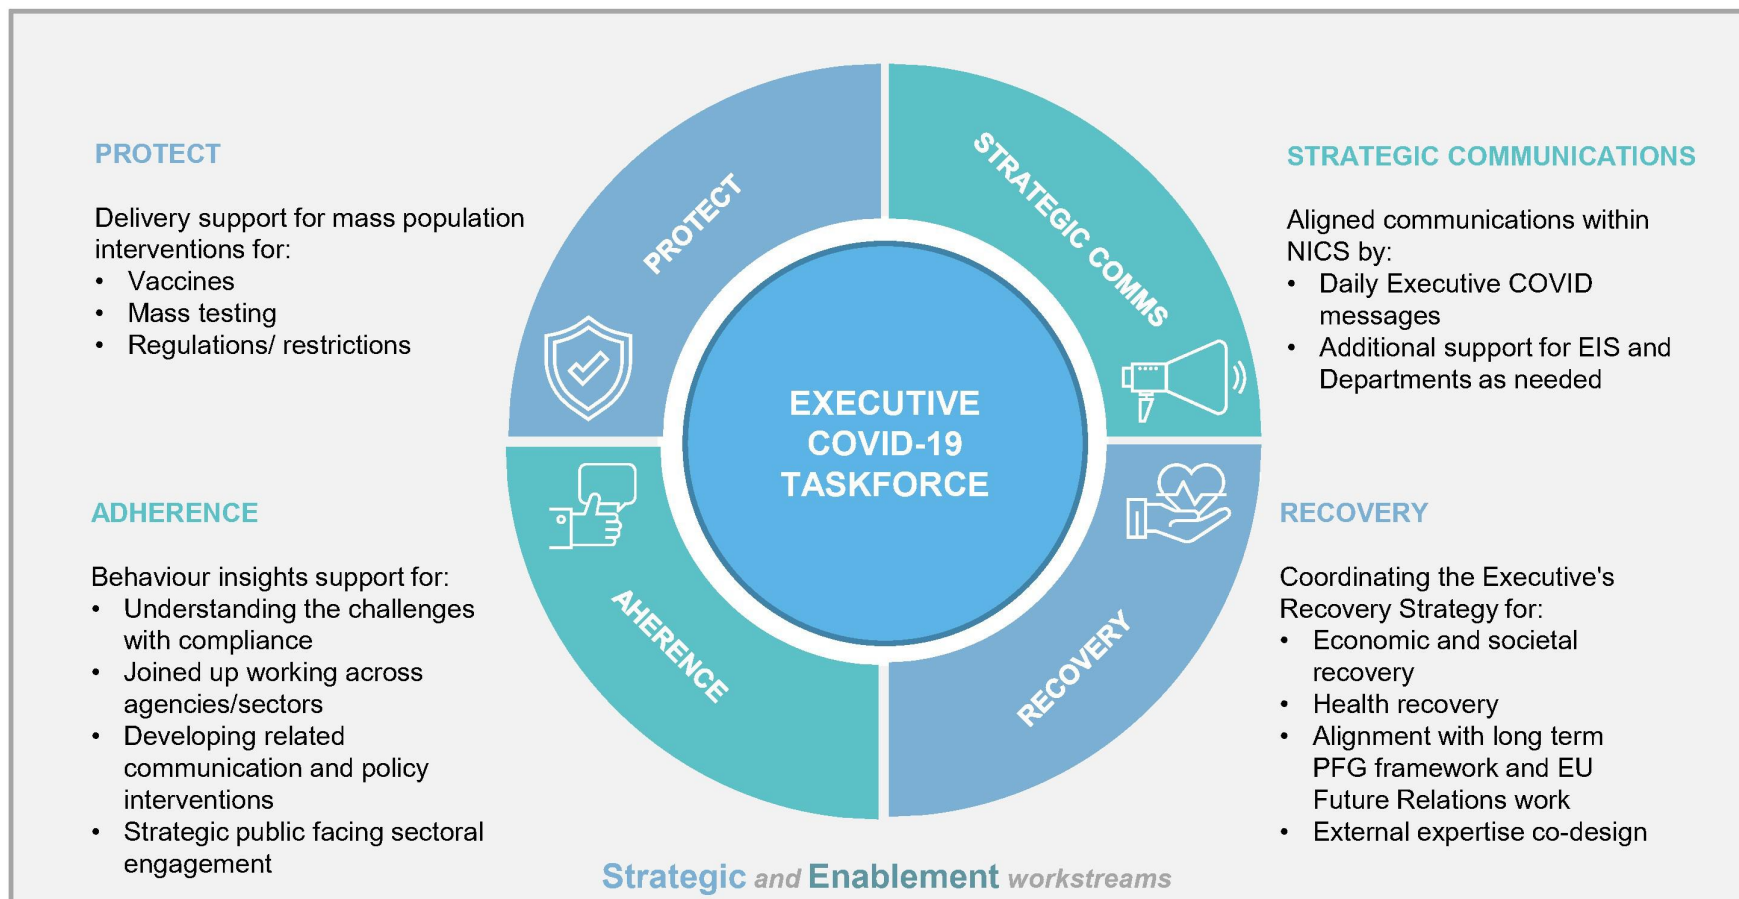 PROTECT
Delivery support for mass population
interventions for:
• Vaccines
• Mass testing
• Regulations/ restrictions
ADHERENCE
Behaviour insights support for:
• Understanding the challenges
with compliance
• Joined up working across
agencies/sectors
• Developing related
communication and policy
interventions
• Strategic public facing sectoral
engagement
PROTECT
STRATEGIC COMMS
EXECUTIVE
COVID-19
TASKFORCE
AHERENCE
RECOVERY
STRATEGIC COMMUNICATIONS
Aligned communications within
NICS by:
• Daily Executive COVID
messages
• Additional support for EIS and
Departments as needed
RECOVERY
Coordinating the Executive's
Recovery Strategy for:
• Economic and societal
recovery
• Health recovery
• Alignment with long term
PFG framework and EU
Future Relations work
• External expertise co-design
Strategic and Enablement workstreams